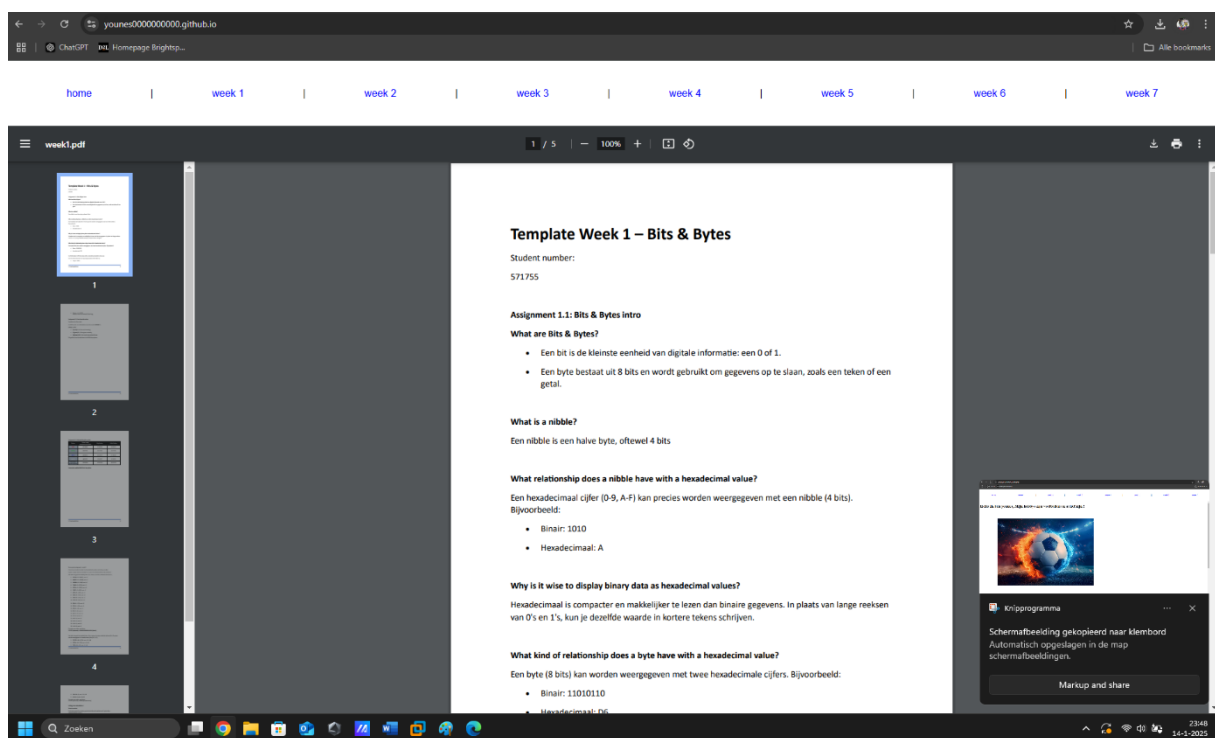 younes0000000000.github.io
ChatGPT
Homepage Brightsp...
Alle bookmarks
home | week 1 | week 2 | week 3 | week 4 | week 5 | week 6 | week 7
week1.pdf
1 / 5 | − 100% +
Template Week 1 – Bits & Bytes
Student number:
571755
Assignment 1.1: Bits & Bytes intro
What are Bits & Bytes?
• Een bit is de kleinste eenheid van digitale informatie: een 0 of 1.
• Een byte bestaat uit 8 bits en wordt gebruikt om gegevens op te slaan, zoals een teken of een
getal.
What is a nibble?
Een nibble is een halve byte, oftewel 4 bits
What relationship does a nibble have with a hexadecimal value?
Een hexadecimaal cijfer (0-9, A-F) kan precies worden weergegeven met een nibble (4 bits).
Bijvoorbeeld:
• Binair: 1010
• Hexadecimaal: A
Why is it wise to display binary data as hexadecimal values?
Hexadecimaal is compacter en makkelijker te lezen dan binaire gegevens. In plaats van lange reeksen
van 0's en 1's, kun je dezelfde waarde in kortere tekens schrijven.
What kind of relationship does a byte have with a hexadecimal value?
Een byte (8 bits) kan worden weergegeven met twee hexadecimale cijfers. Bijvoorbeeld:
• Binair: 11010110
• Hexadecimaal: D6
1
2
3
4
Knipprogramma
Schermafbeelding gekopieerd naar klembord
Automatisch opgeslagen in de map
schermafbeeldingen.
Markup and share
Zoeken
23:48
14-1-2025